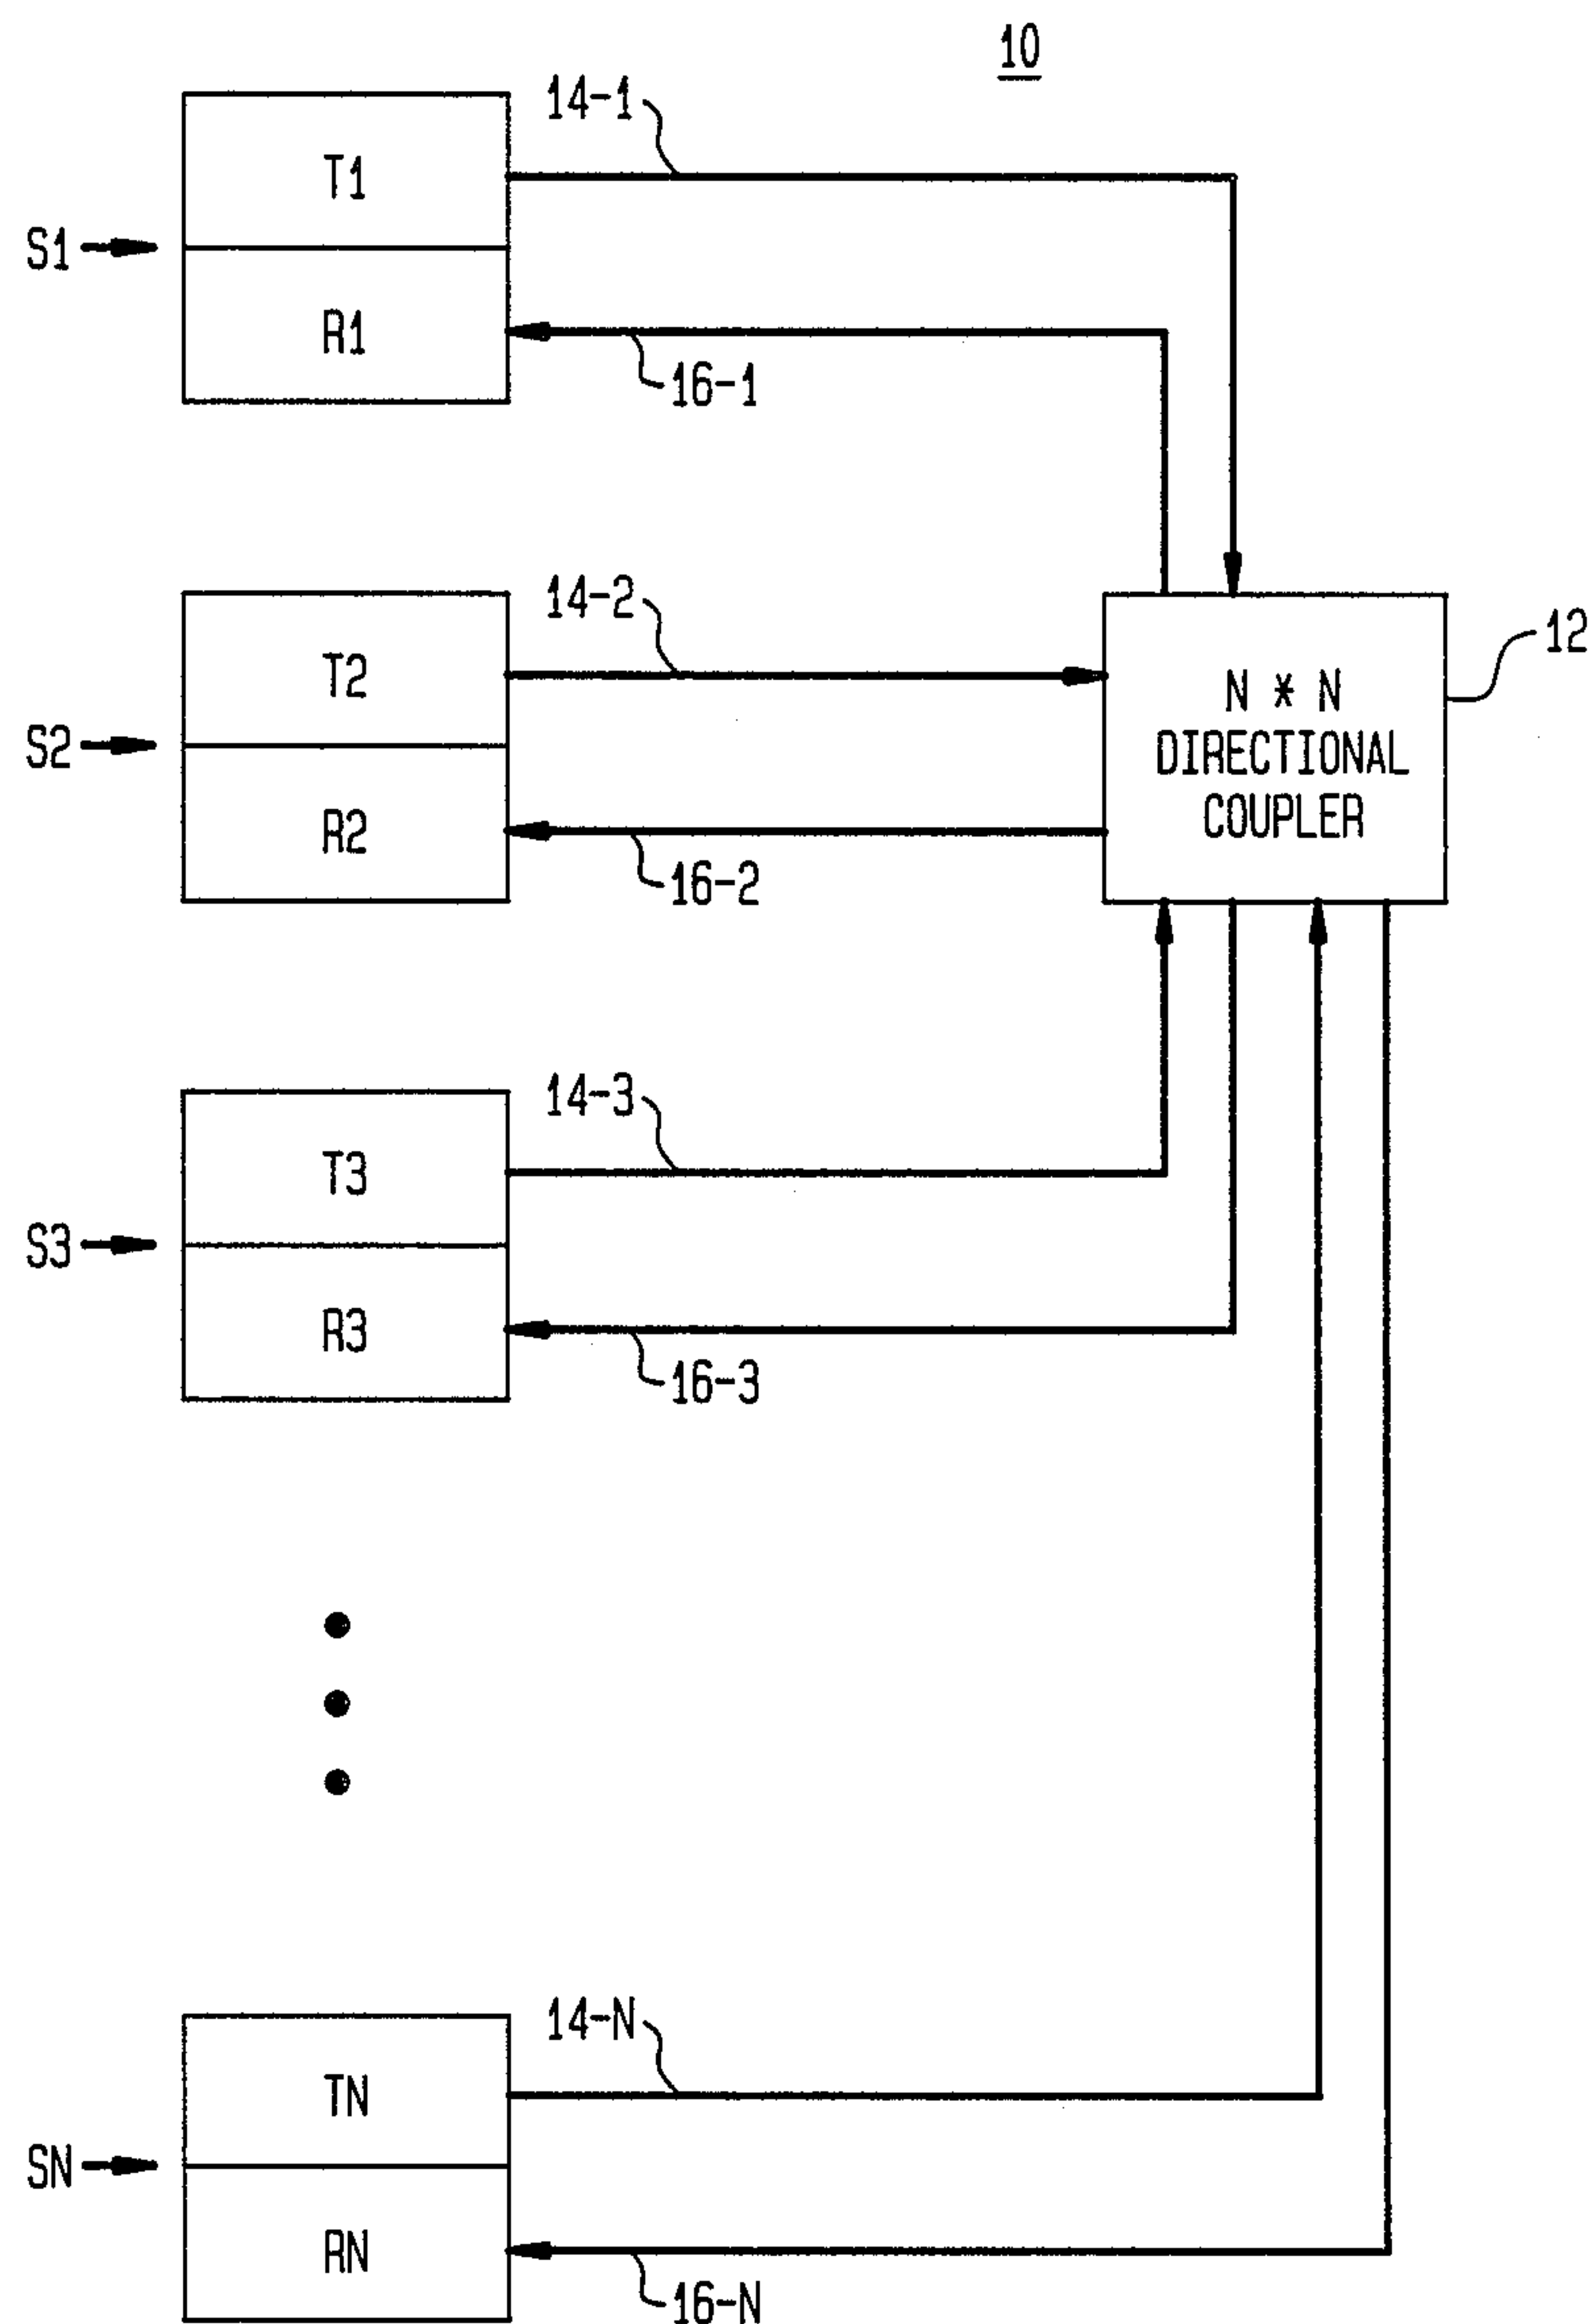 10
14-1
T1
S1
R1
16-1
14-2
T2
S2
R2
16-2
12
N * N
DIRECTIONAL
COUPLER
14-3
T3
S3
R3
16-3
14-N
TN
SN
RN
16-N